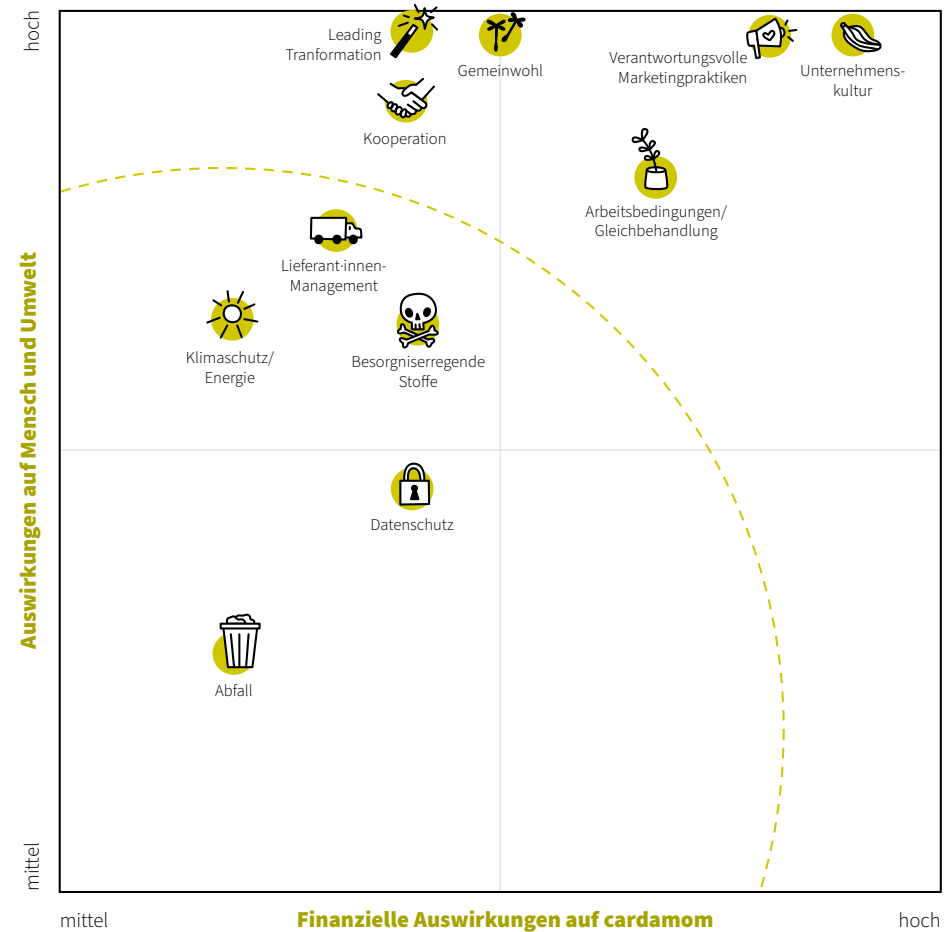 hoch
Leading
Tranformation
Gemeinwohl
Verantwortungsvolle
Marketingpraktiken
Unternehmens-
kultur
Kooperation
Arbeitsbedingungen/
Gleichbehandlung
Lieferant·innen-
Management
Klimaschutz/
Energie
Besorgniserregende
Stoffe
Auswirkungen auf Mensch und Umwelt
Datenschutz
Abfall
mittel
mittel
Finanzielle Auswirkungen auf cardamom
hoch